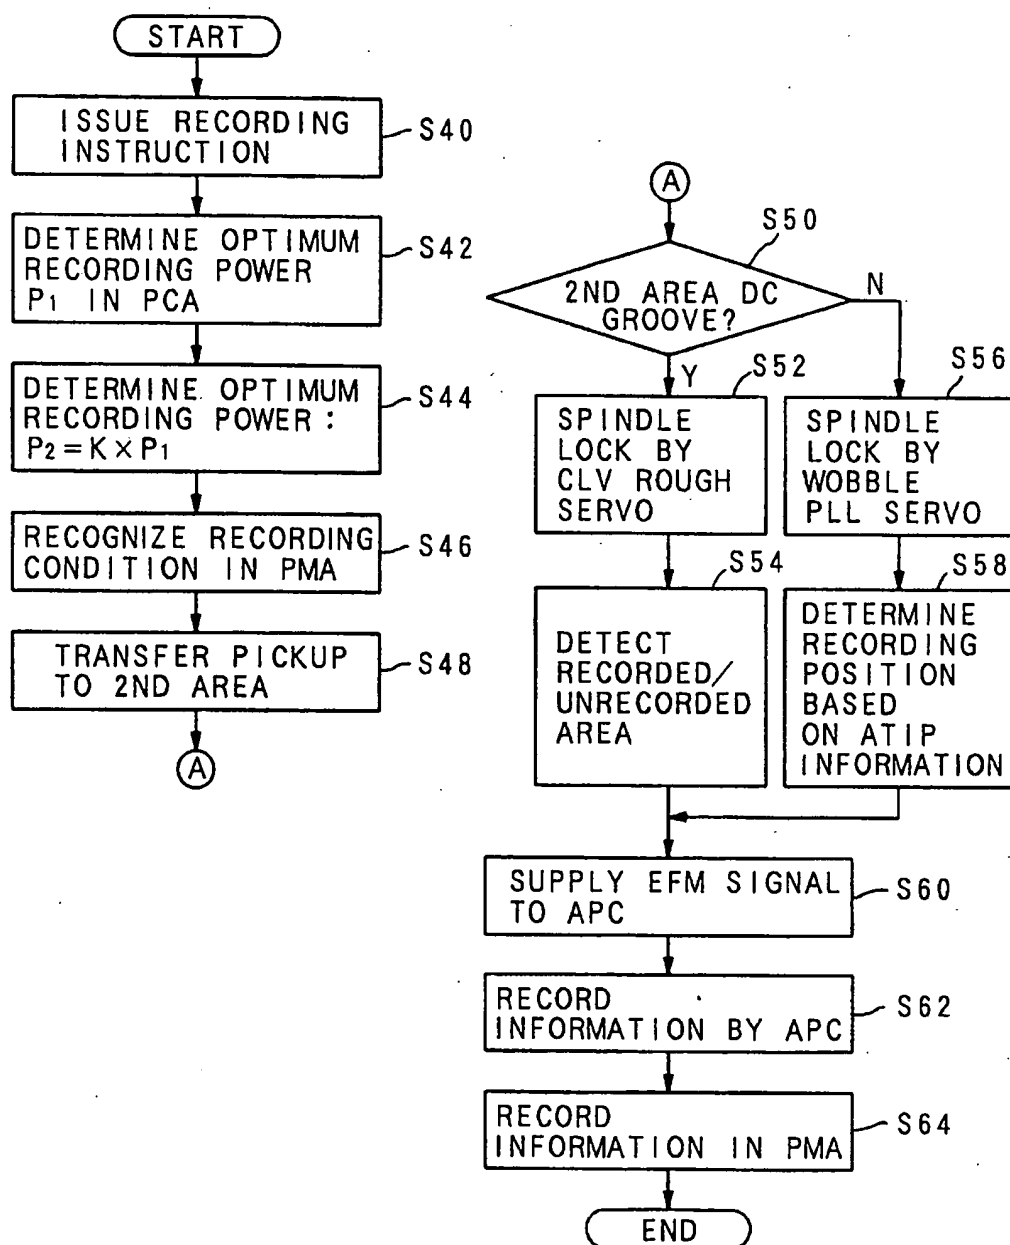 START
ISSUE RECORDING
INSTRUCTION
S40
DETERMINE OPTIMUM
RECORDING POWER
P1 IN PCA
S42
DETERMINE OPTIMUM
RECORDING POWER:
P2=K×P1
S44
RECOGNIZE RECORDING
CONDITION IN PMA
S46
TRANSFER PICKUP
TO 2ND AREA
S48
A
A
S50
2ND AREA DC
GROOVE?
N
Y
S52
SPINDLE
LOCK BY
CLV ROUGH
SERVO
S56
SPINDLE
LOCK BY
WOBBLE
PLL SERVO
S54
DETECT
RECORDED/
UNRECORDED
AREA
S58
DETERMINE
RECORDING
POSITION
BASED
ON ATIP
INFORMATION
SUPPLY EFM SIGNAL
TO APC
S60
RECORD
INFORMATION BY APC
S62
RECORD
INFORMATION IN PMA
S64
END